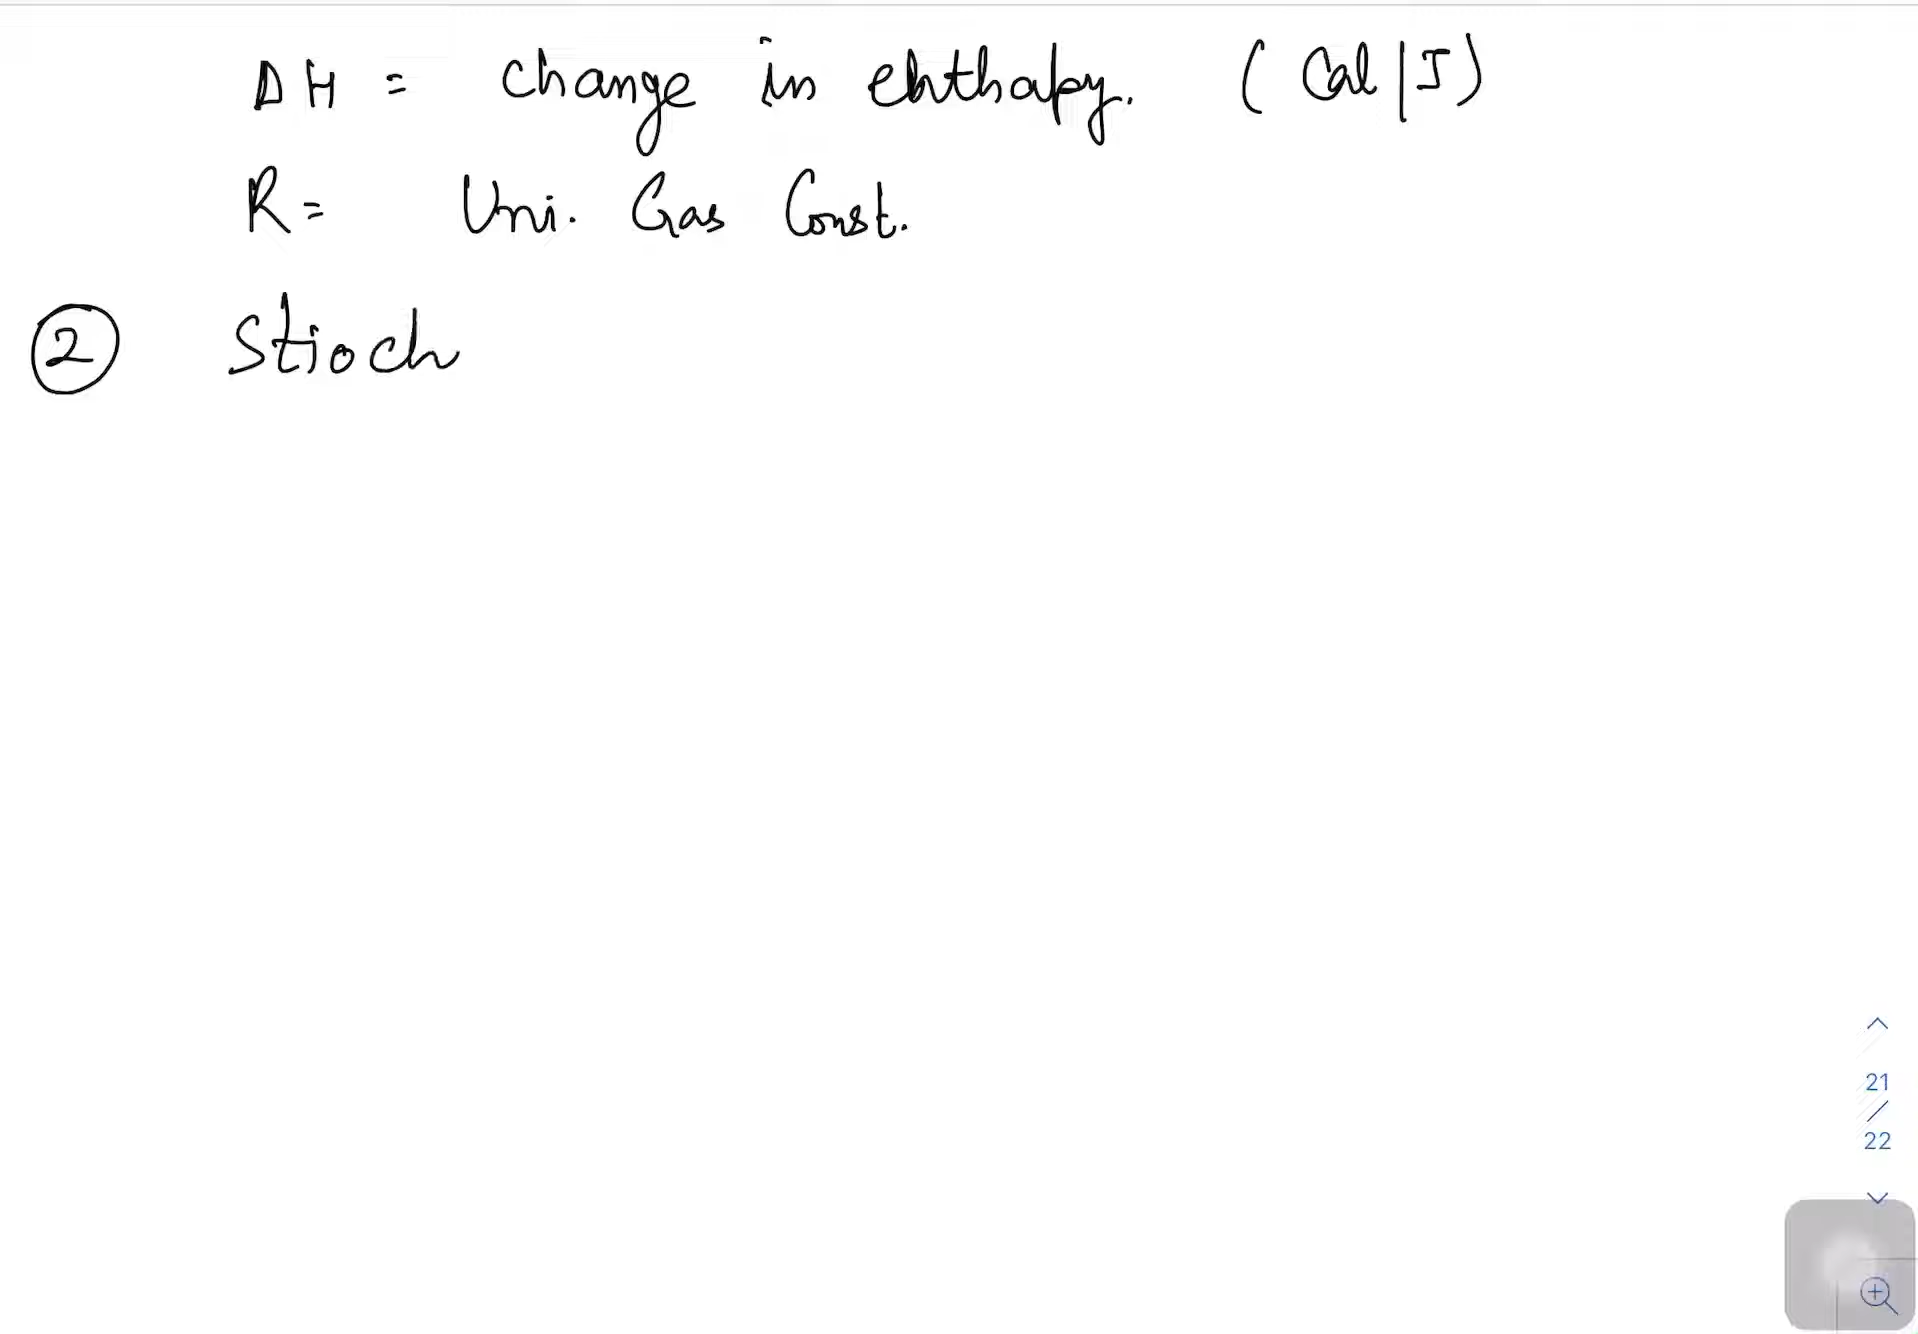 ΔH = change in enthalpy. (Cal/J)
R = Uni. Gas Const.
② Stioch
21
/
22